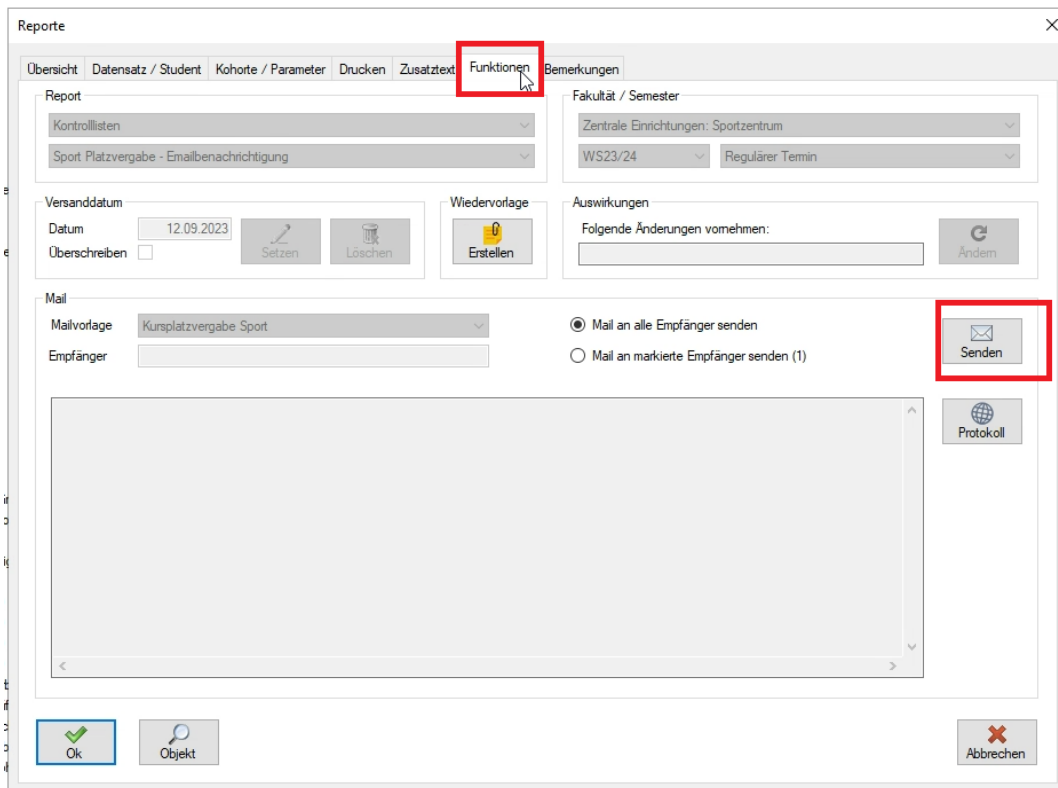 Reporte
Übersicht Datensatz / Student Kohorte / Parameter Drucken Zusatztext Funktionen Bemerkungen
Report
Kontrolllisten
Sport Platzvergabe - Emailbenachrichtigung
Fakultät / Semester
Zentrale Einrichtungen: Sportzentrum
WS23/24 Regulärer Termin
Versanddatum
Datum 12.09.2023
Überschreiben
Setzen Löschen
Wiedervorlage
Erstellen
Auswirkungen
Folgende Änderungen vornehmen:
Ändern
Mail
Mailvorlage Kursplatzvergabe Sport
Empfänger
Mail an alle Empfänger senden
Mail an markierte Empfänger senden (1)
Senden
Protokoll
Ok Objekt Abbrechen